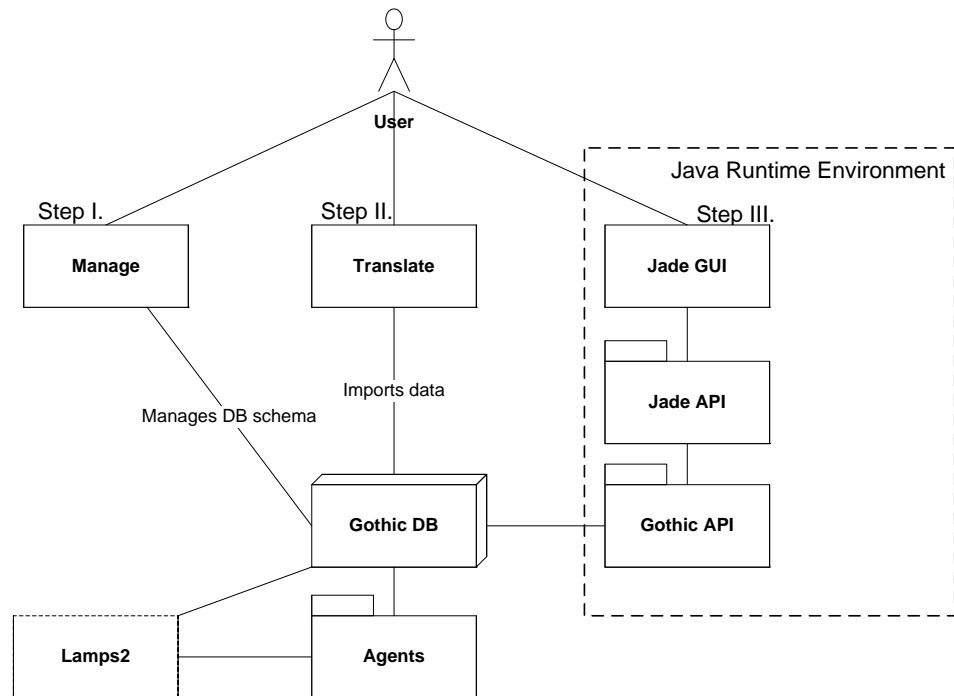 User
Java Runtime Environment
Step I.
Step II.
Step III.
Manage
Translate
Jade GUI
Imports data
Jade API
Manages DB schema
Gothic DB
Gothic API
Lamps2
Agents